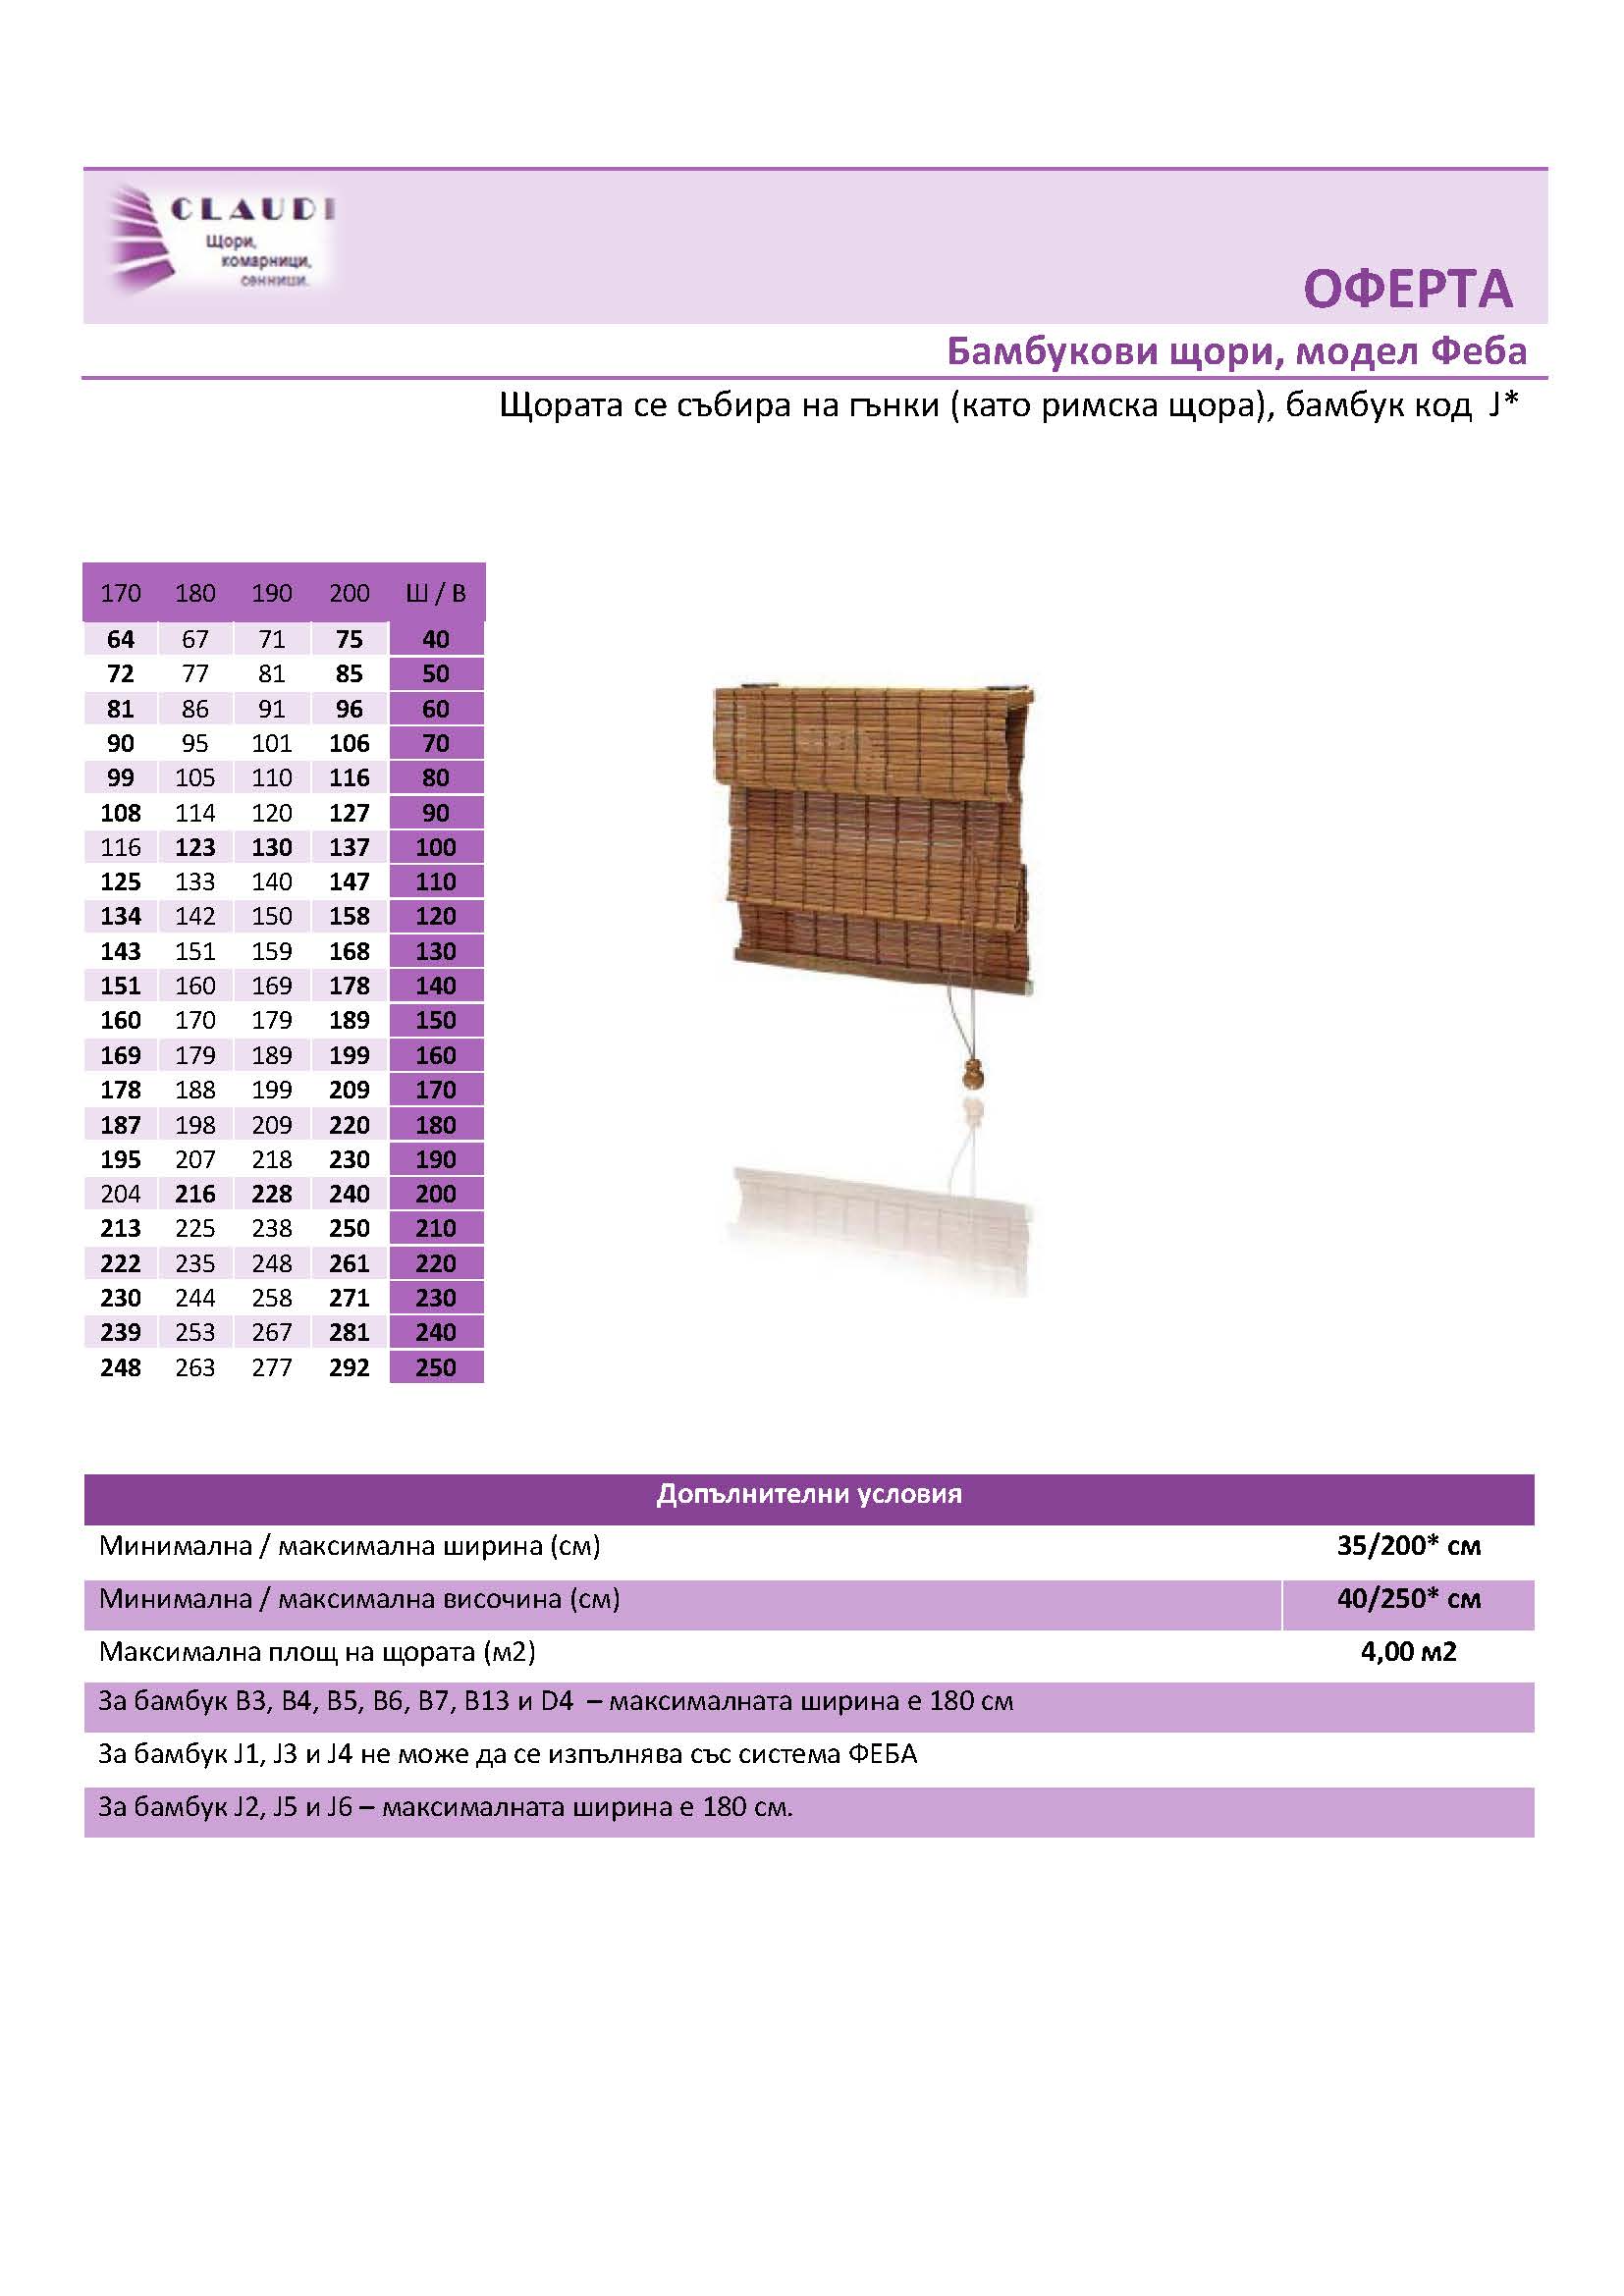 CLAUDI
Щори,
комарници,
сенници.
ОФЕРТА
Бамбукови щори, модел Феба
Щората се събира на гънки (като римска щора), бамбук код J*
170 180 190 200 Ш / В
64 67 71 75 40
72 77 81 85 50
81 86 91 96 60
90 95 101 106 70
99 105 110 116 80
108 114 120 127 90
116 123 130 137 100
125 133 140 147 110
134 142 150 158 120
143 151 159 168 130
151 160 169 178 140
160 170 179 189 150
169 179 189 199 160
178 188 199 209 170
187 198 209 220 180
195 207 218 230 190
204 216 228 240 200
213 225 238 250 210
222 235 248 261 220
230 244 258 271 230
239 253 267 281 240
248 263 277 292 250
Допълнителни условия
Минимална / максимална ширина (см) 35/200* см
Минимална / максимална височина (см) 40/250* см
Максимална площ на щората (м2) 4,00 м2
За бамбук B3, B4, B5, B6, B7, B13 и D4 – максималната ширина е 180 см
За бамбук J1, J3 и J4 не може да се изпълнява със система ФЕБА
За бамбук J2, J5 и J6 – максималната ширина е 180 см.